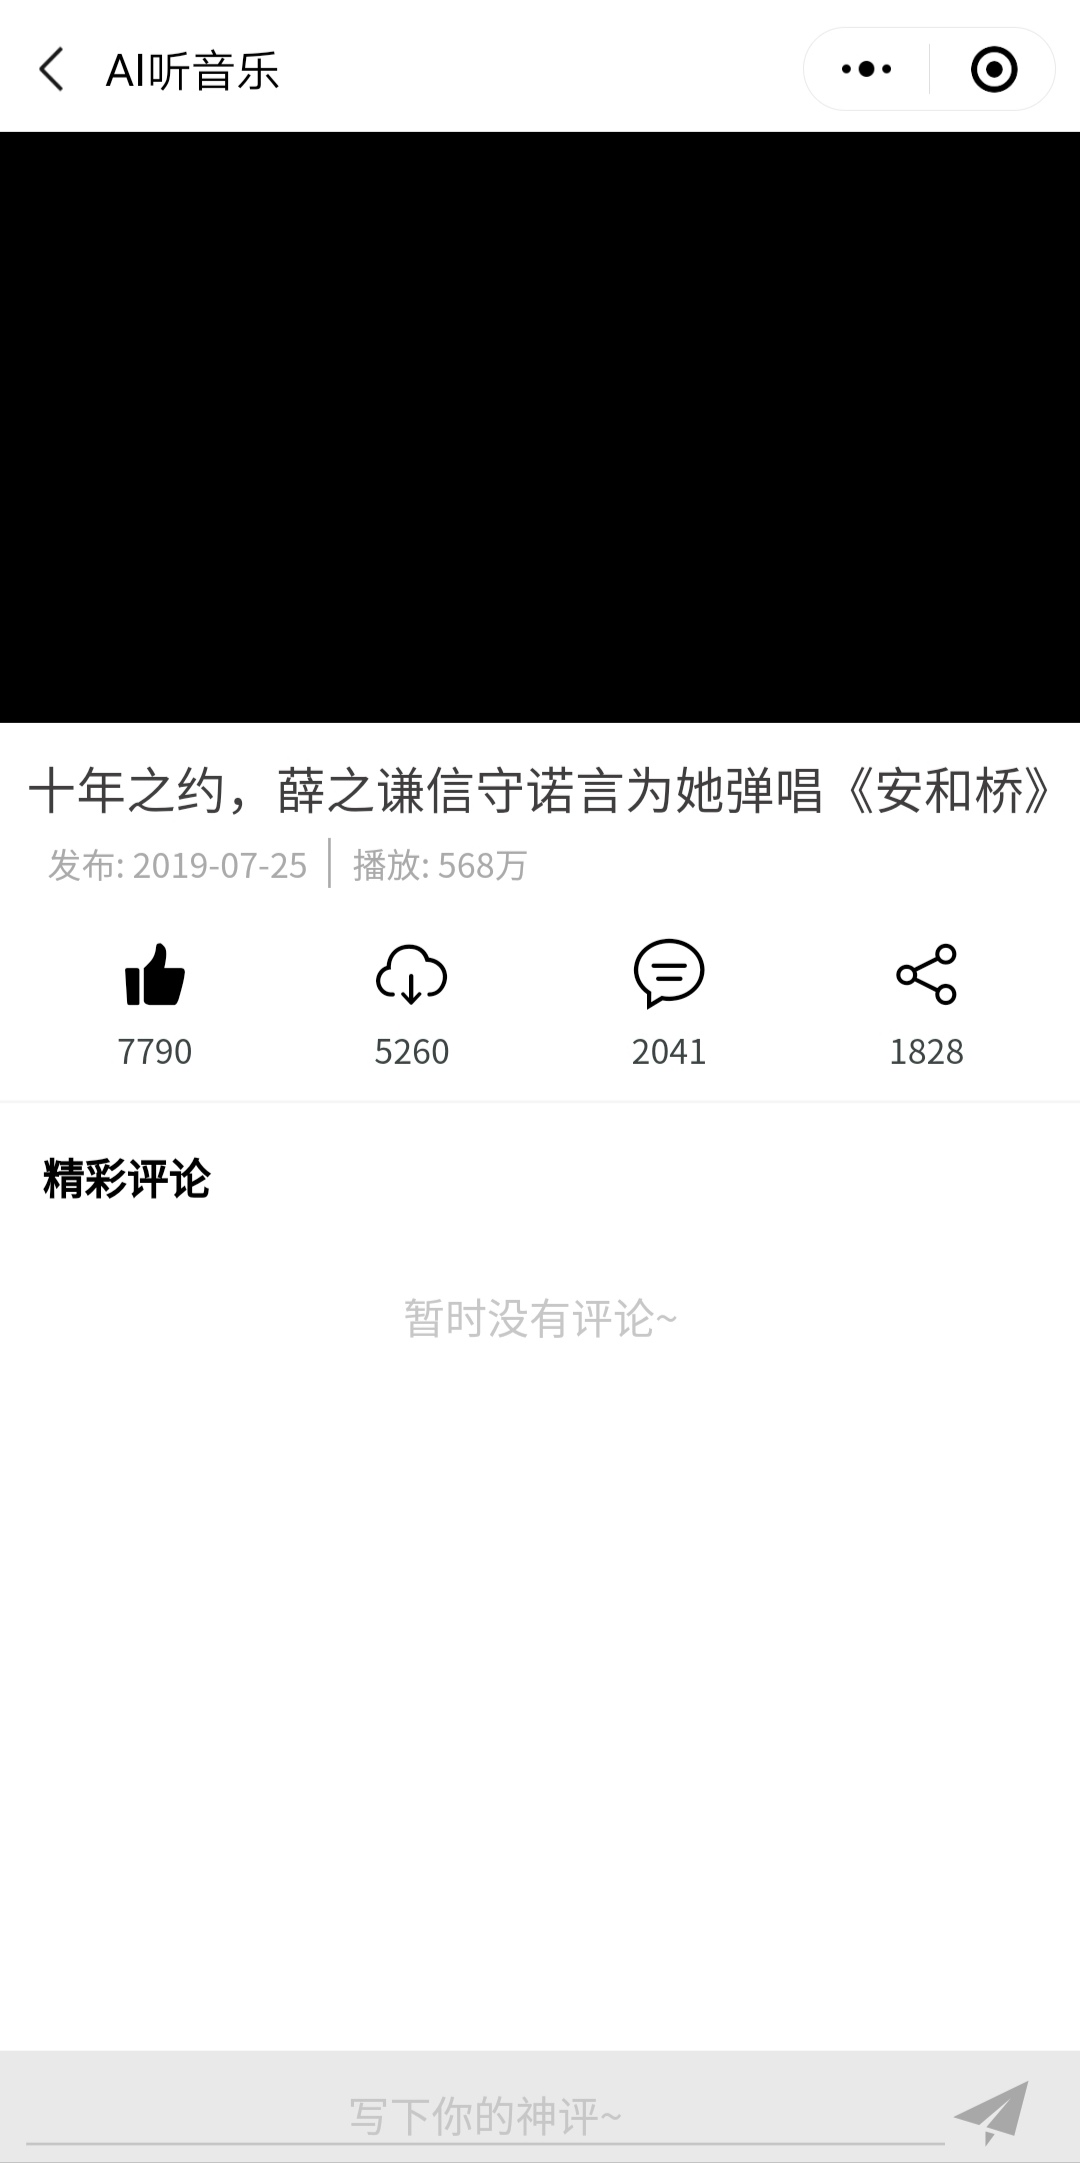 AI听音乐
十年之约，薛之谦信守诺言为她弹唱《安和桥》
发布: 2019-07-25 播放: 568万
7790 5260 2041 1828
精彩评论
暂时没有评论~
写下你的神评~